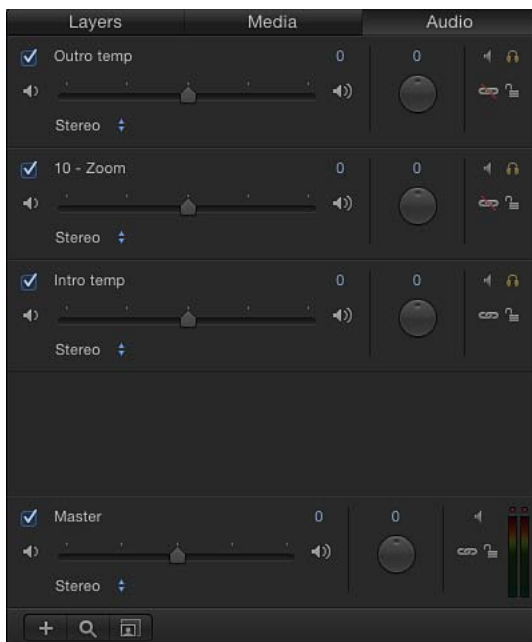 Layers Media Audio
Outro temp 0 0
Stereo
10 - Zoom 0 0
Stereo
Intro temp 0 0
Stereo
Master 0 0
Stereo